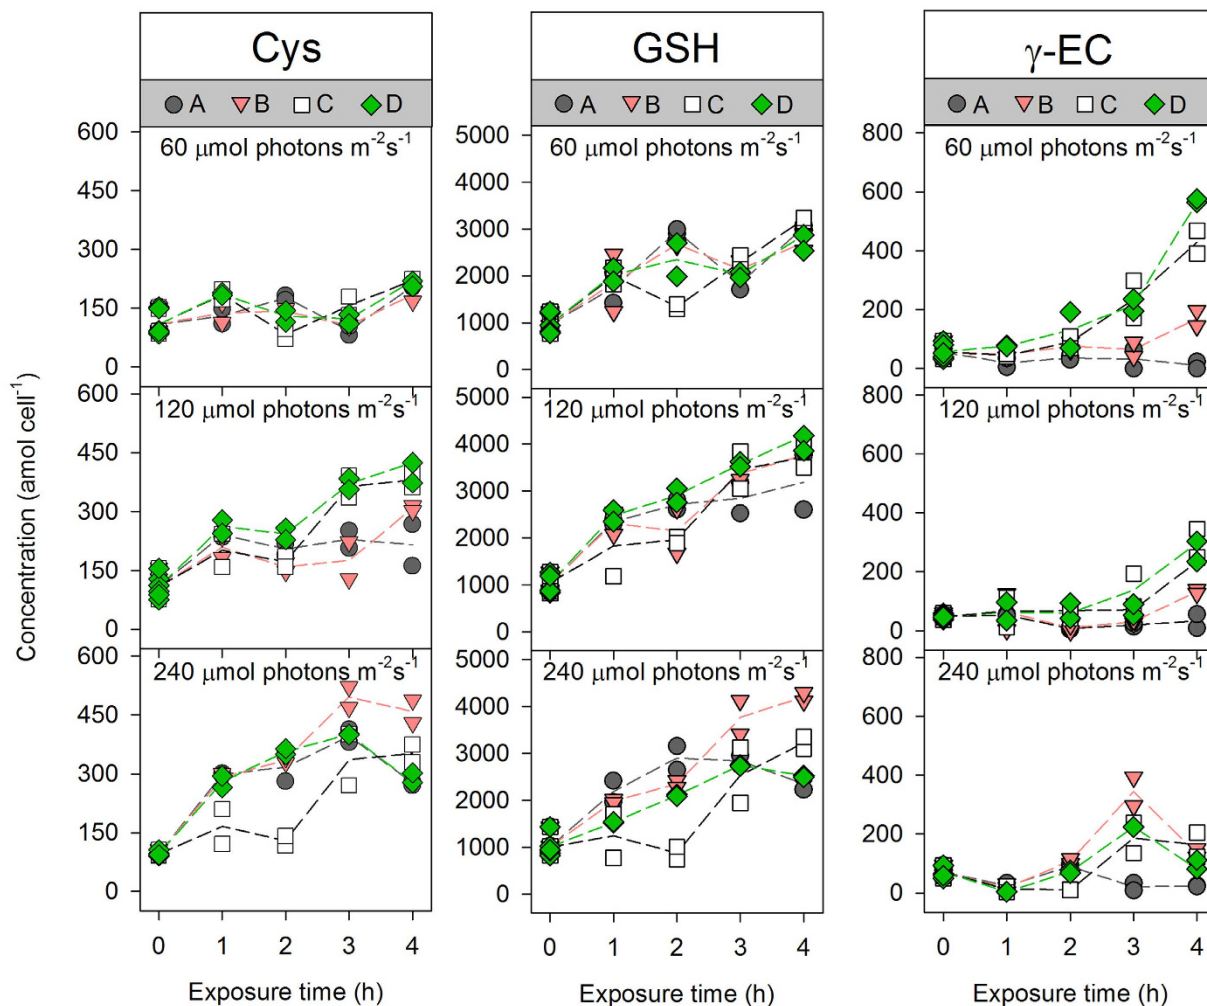 Cys
GSH
γ-EC
A B C D
A B C D
A B C D
Concentration (amol cell⁻¹)
60 μmol photons m⁻²s⁻¹
600
450
300
150
0
60 μmol photons m⁻²s⁻¹
5000
4000
3000
2000
1000
0
60 μmol photons m⁻²s⁻¹
800
600
400
200
0
120 μmol photons m⁻²s⁻¹
600
450
300
150
0
120 μmol photons m⁻²s⁻¹
5000
4000
3000
2000
1000
0
120 μmol photons m⁻²s⁻¹
800
600
400
200
0
240 μmol photons m⁻²s⁻¹
600
450
300
150
0
240 μmol photons m⁻²s⁻¹
5000
4000
3000
2000
1000
0
240 μmol photons m⁻²s⁻¹
800
600
400
200
0
0 1 2 3 4
0 1 2 3 4
0 1 2 3 4
Exposure time (h)
Exposure time (h)
Exposure time (h)